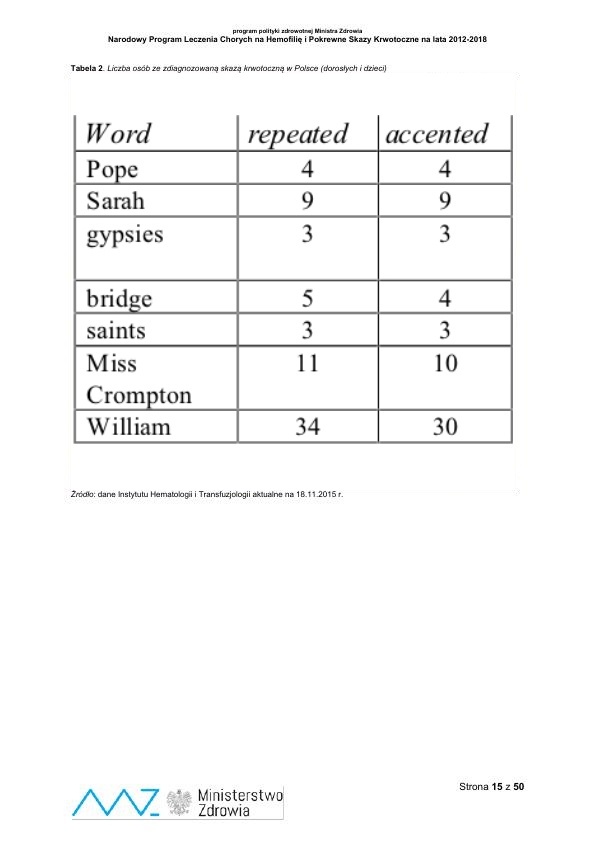 program polityki zdrowotnej Ministra Zdrowia
Narodowy Program Leczenia Chorych na Hemofilię i Pokrewne Skazy Krwotoczne na lata 2012-2018
Tabela 2. Liczba osób ze zdiagnozowaną skazą krwotoczną w Polsce (dorosłych i dzieci)
Word repeated accented
Pope 4 4
Sarah 9 9
gypsies 3 3
bridge 5 4
saints 3 3
Miss 11 10
Crompton
William 34 30
Źródło: dane Instytutu Hematologii i Transfuzjologii aktualne na 18.11.2015 r.
Strona 15 z 50
Ministerstwo
Zdrowia